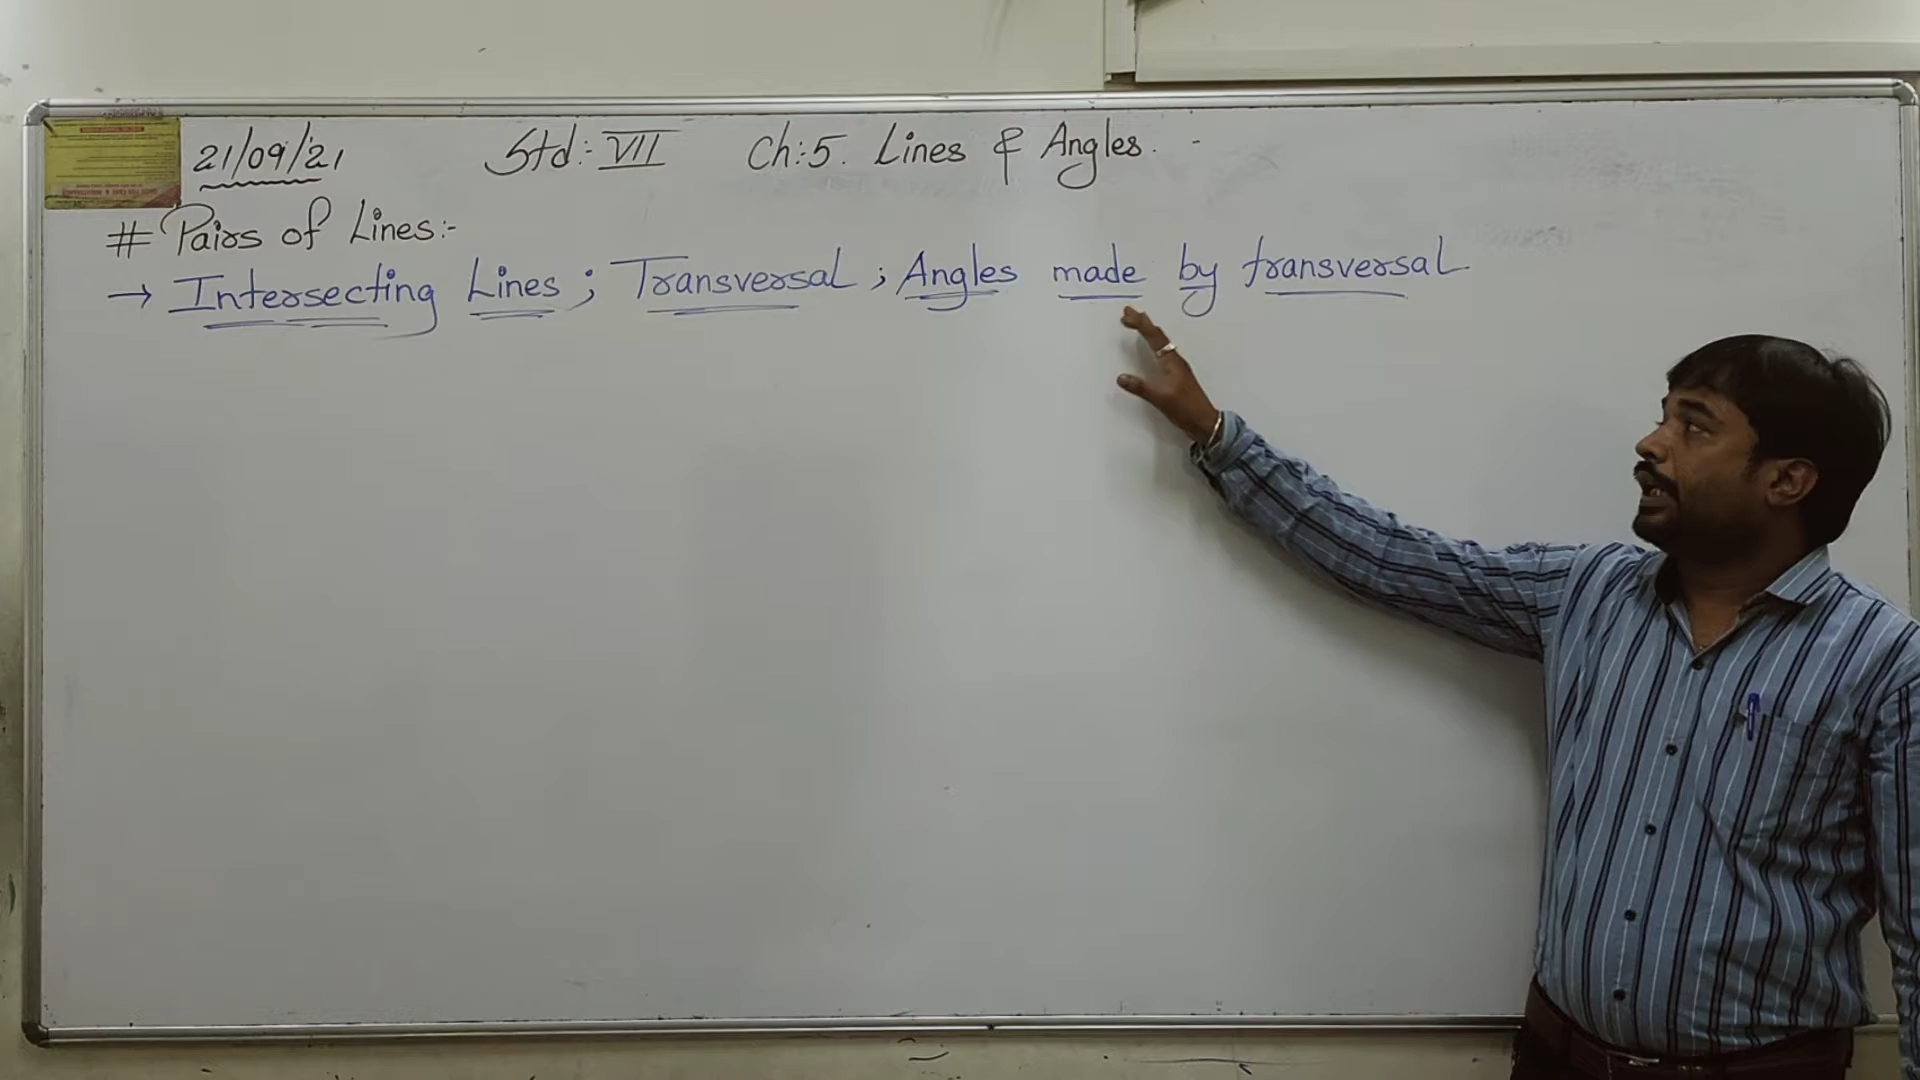 21/09/21 Std:- VII Ch:5. Lines & Angles.
# Pairs of Lines:-
→ Intersecting Lines ; Transversal ; Angles made by transversal